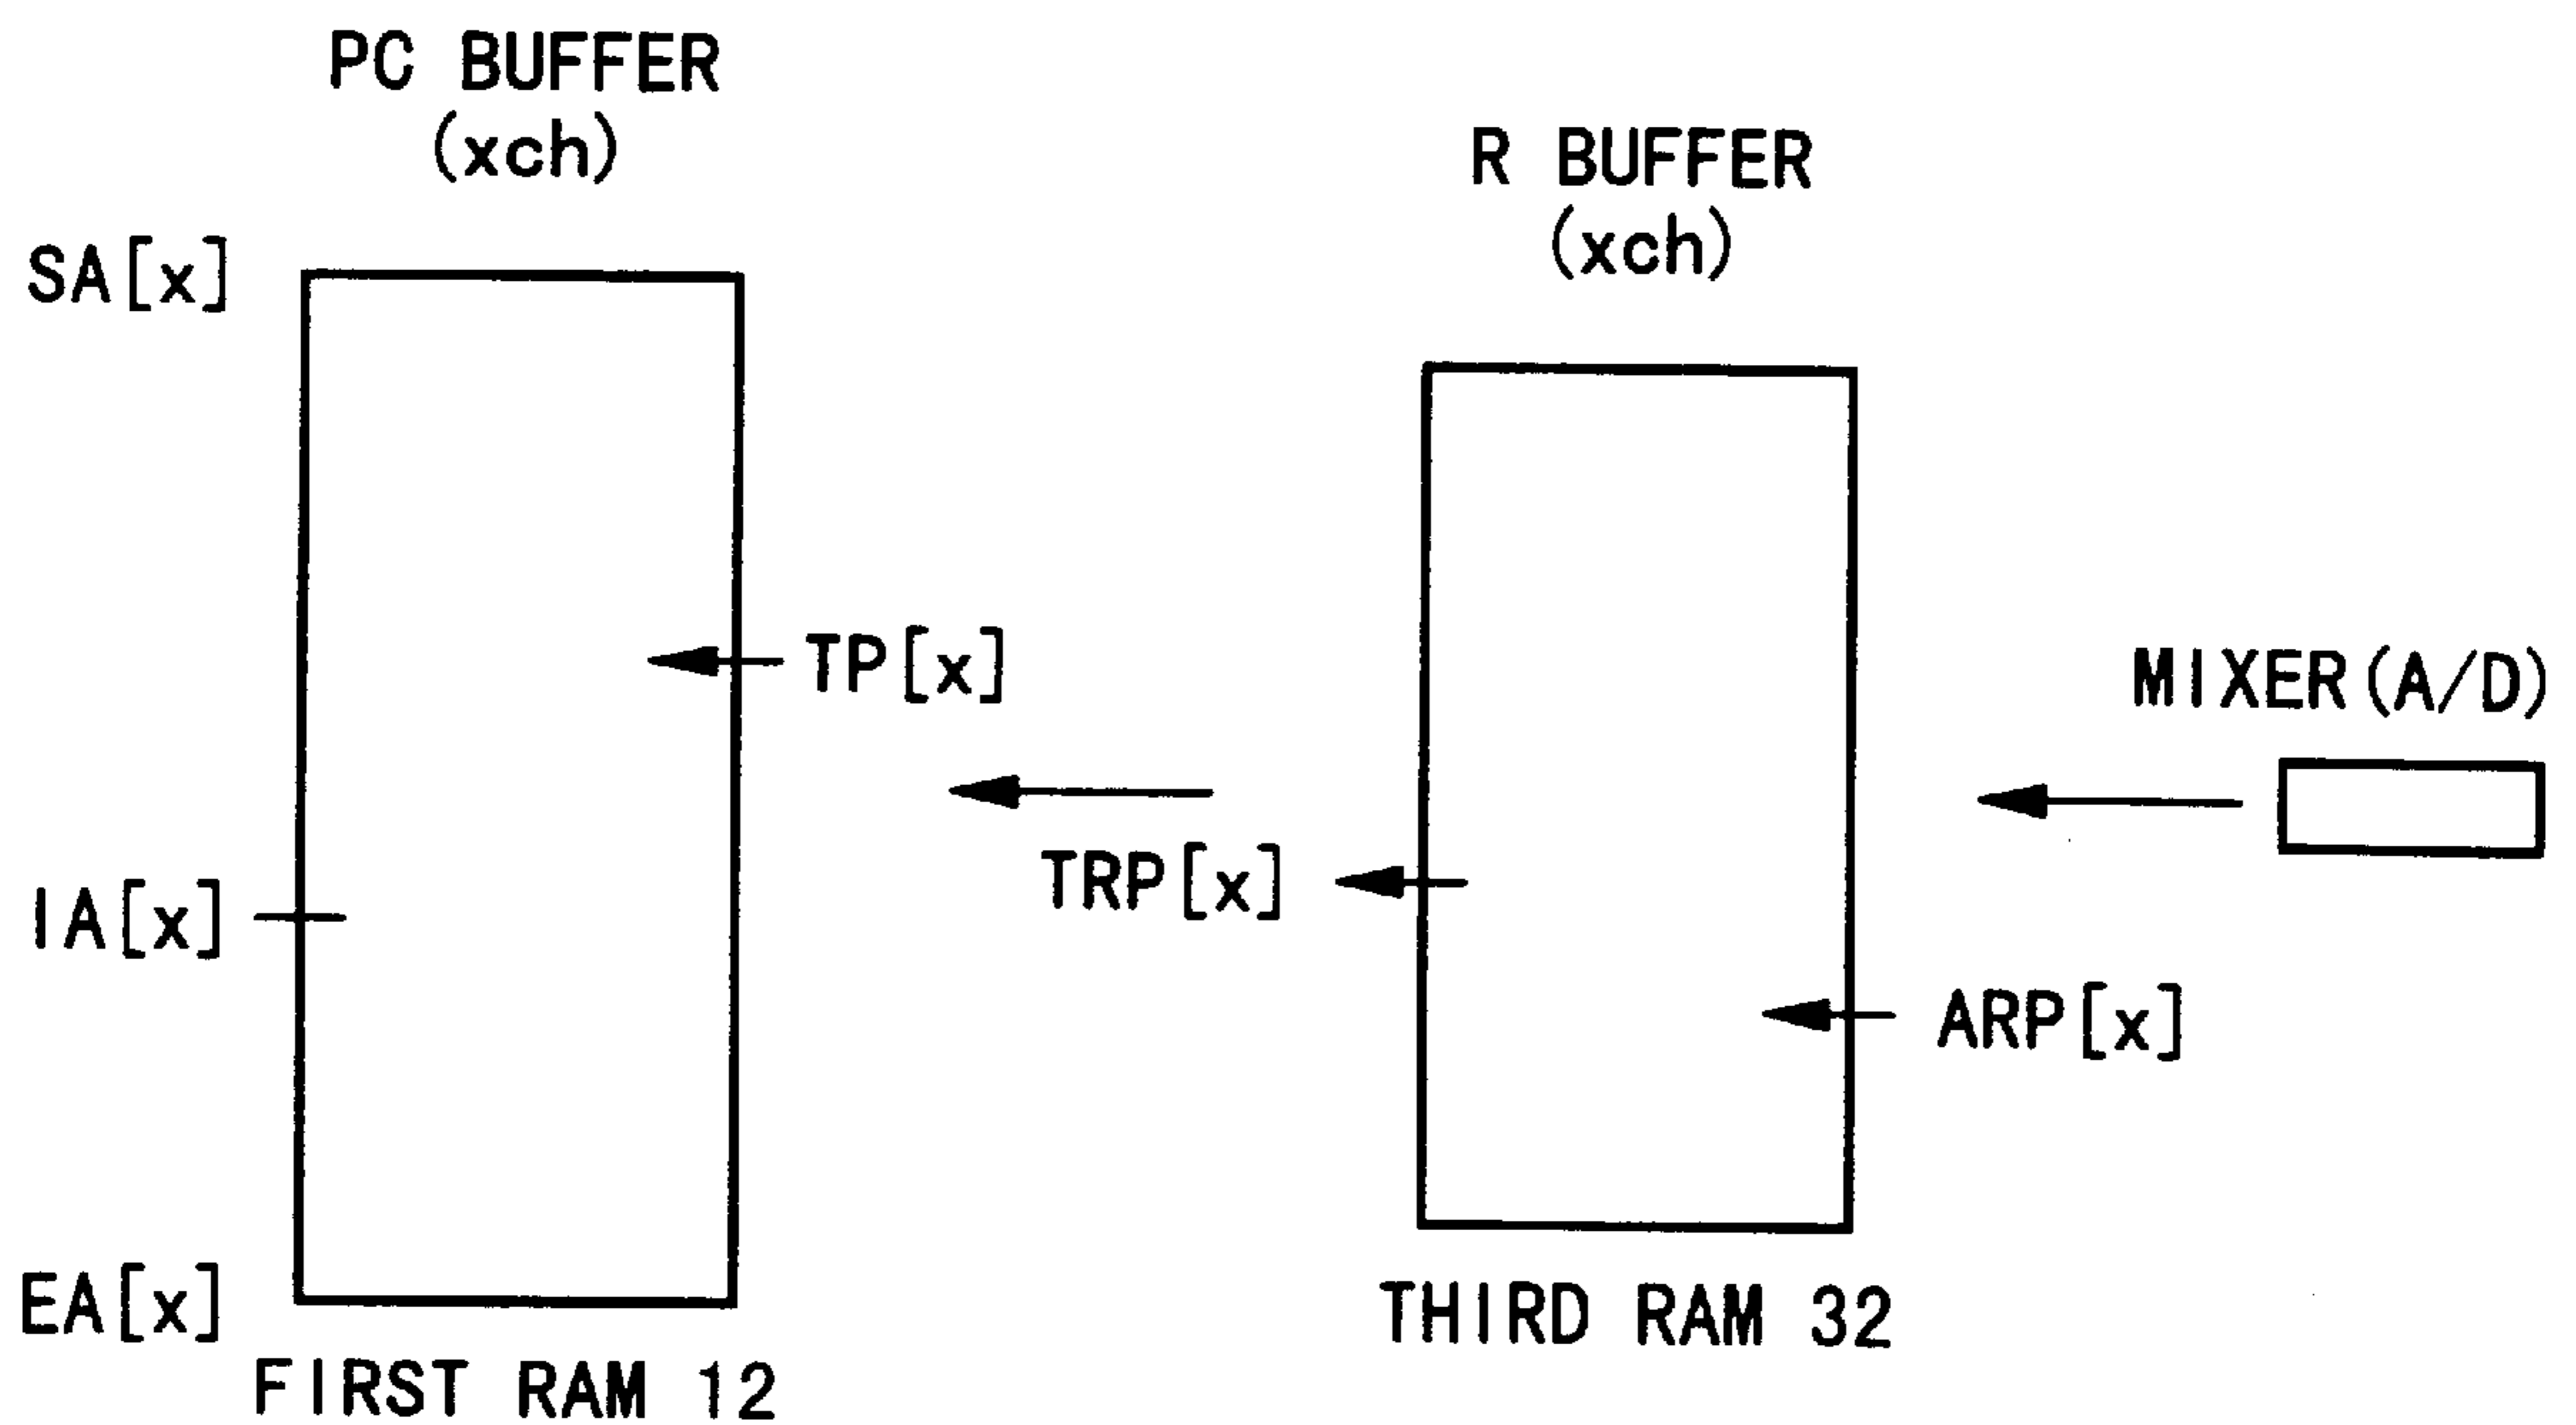 PC BUFFER
(xch)
R BUFFER
(xch)
SA[x]
TP[x]
MIXER(A/D)
TRP[x]
IA[x]
ARP[x]
EA[x]
THIRD RAM 32
FIRST RAM 12